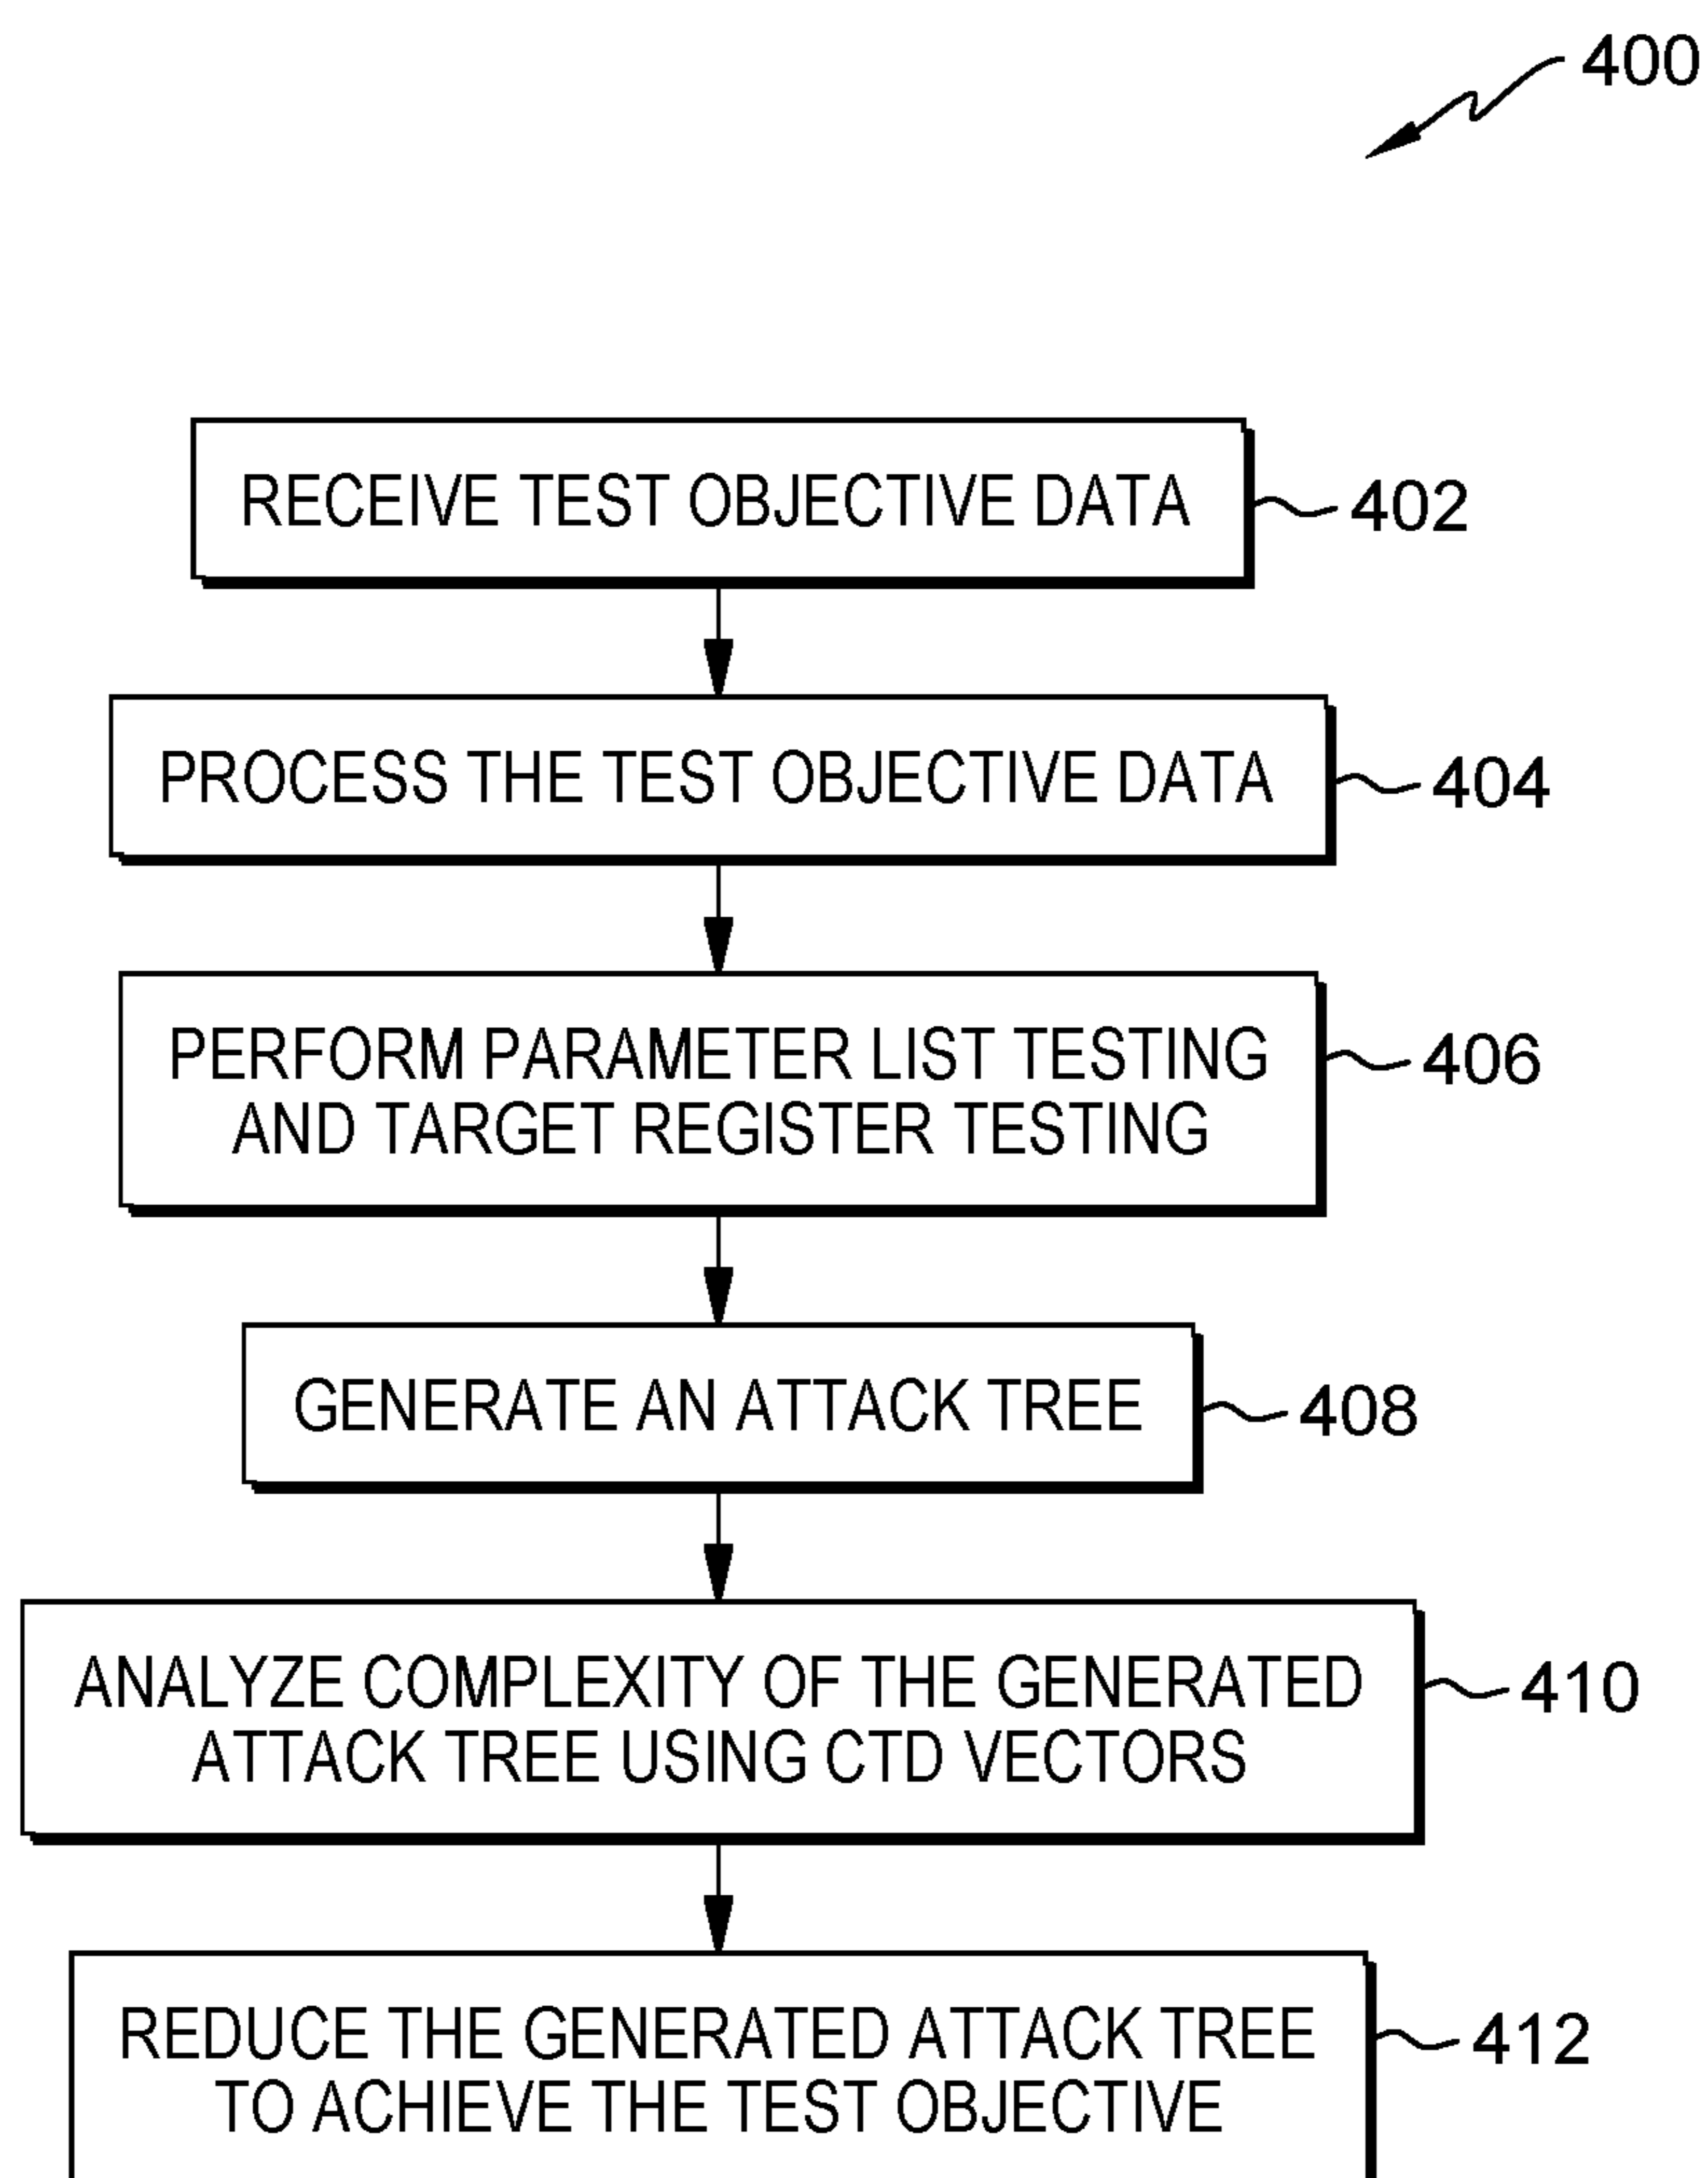 400
RECEIVE TEST OBJECTIVE DATA
402
PROCESS THE TEST OBJECTIVE DATA
404
PERFORM PARAMETER LIST TESTING
AND TARGET REGISTER TESTING
406
GENERATE AN ATTACK TREE
408
ANALYZE COMPLEXITY OF THE GENERATED
ATTACK TREE USING CTD VECTORS
410
REDUCE THE GENERATED ATTACK TREE
TO ACHIEVE THE TEST OBJECTIVE
412